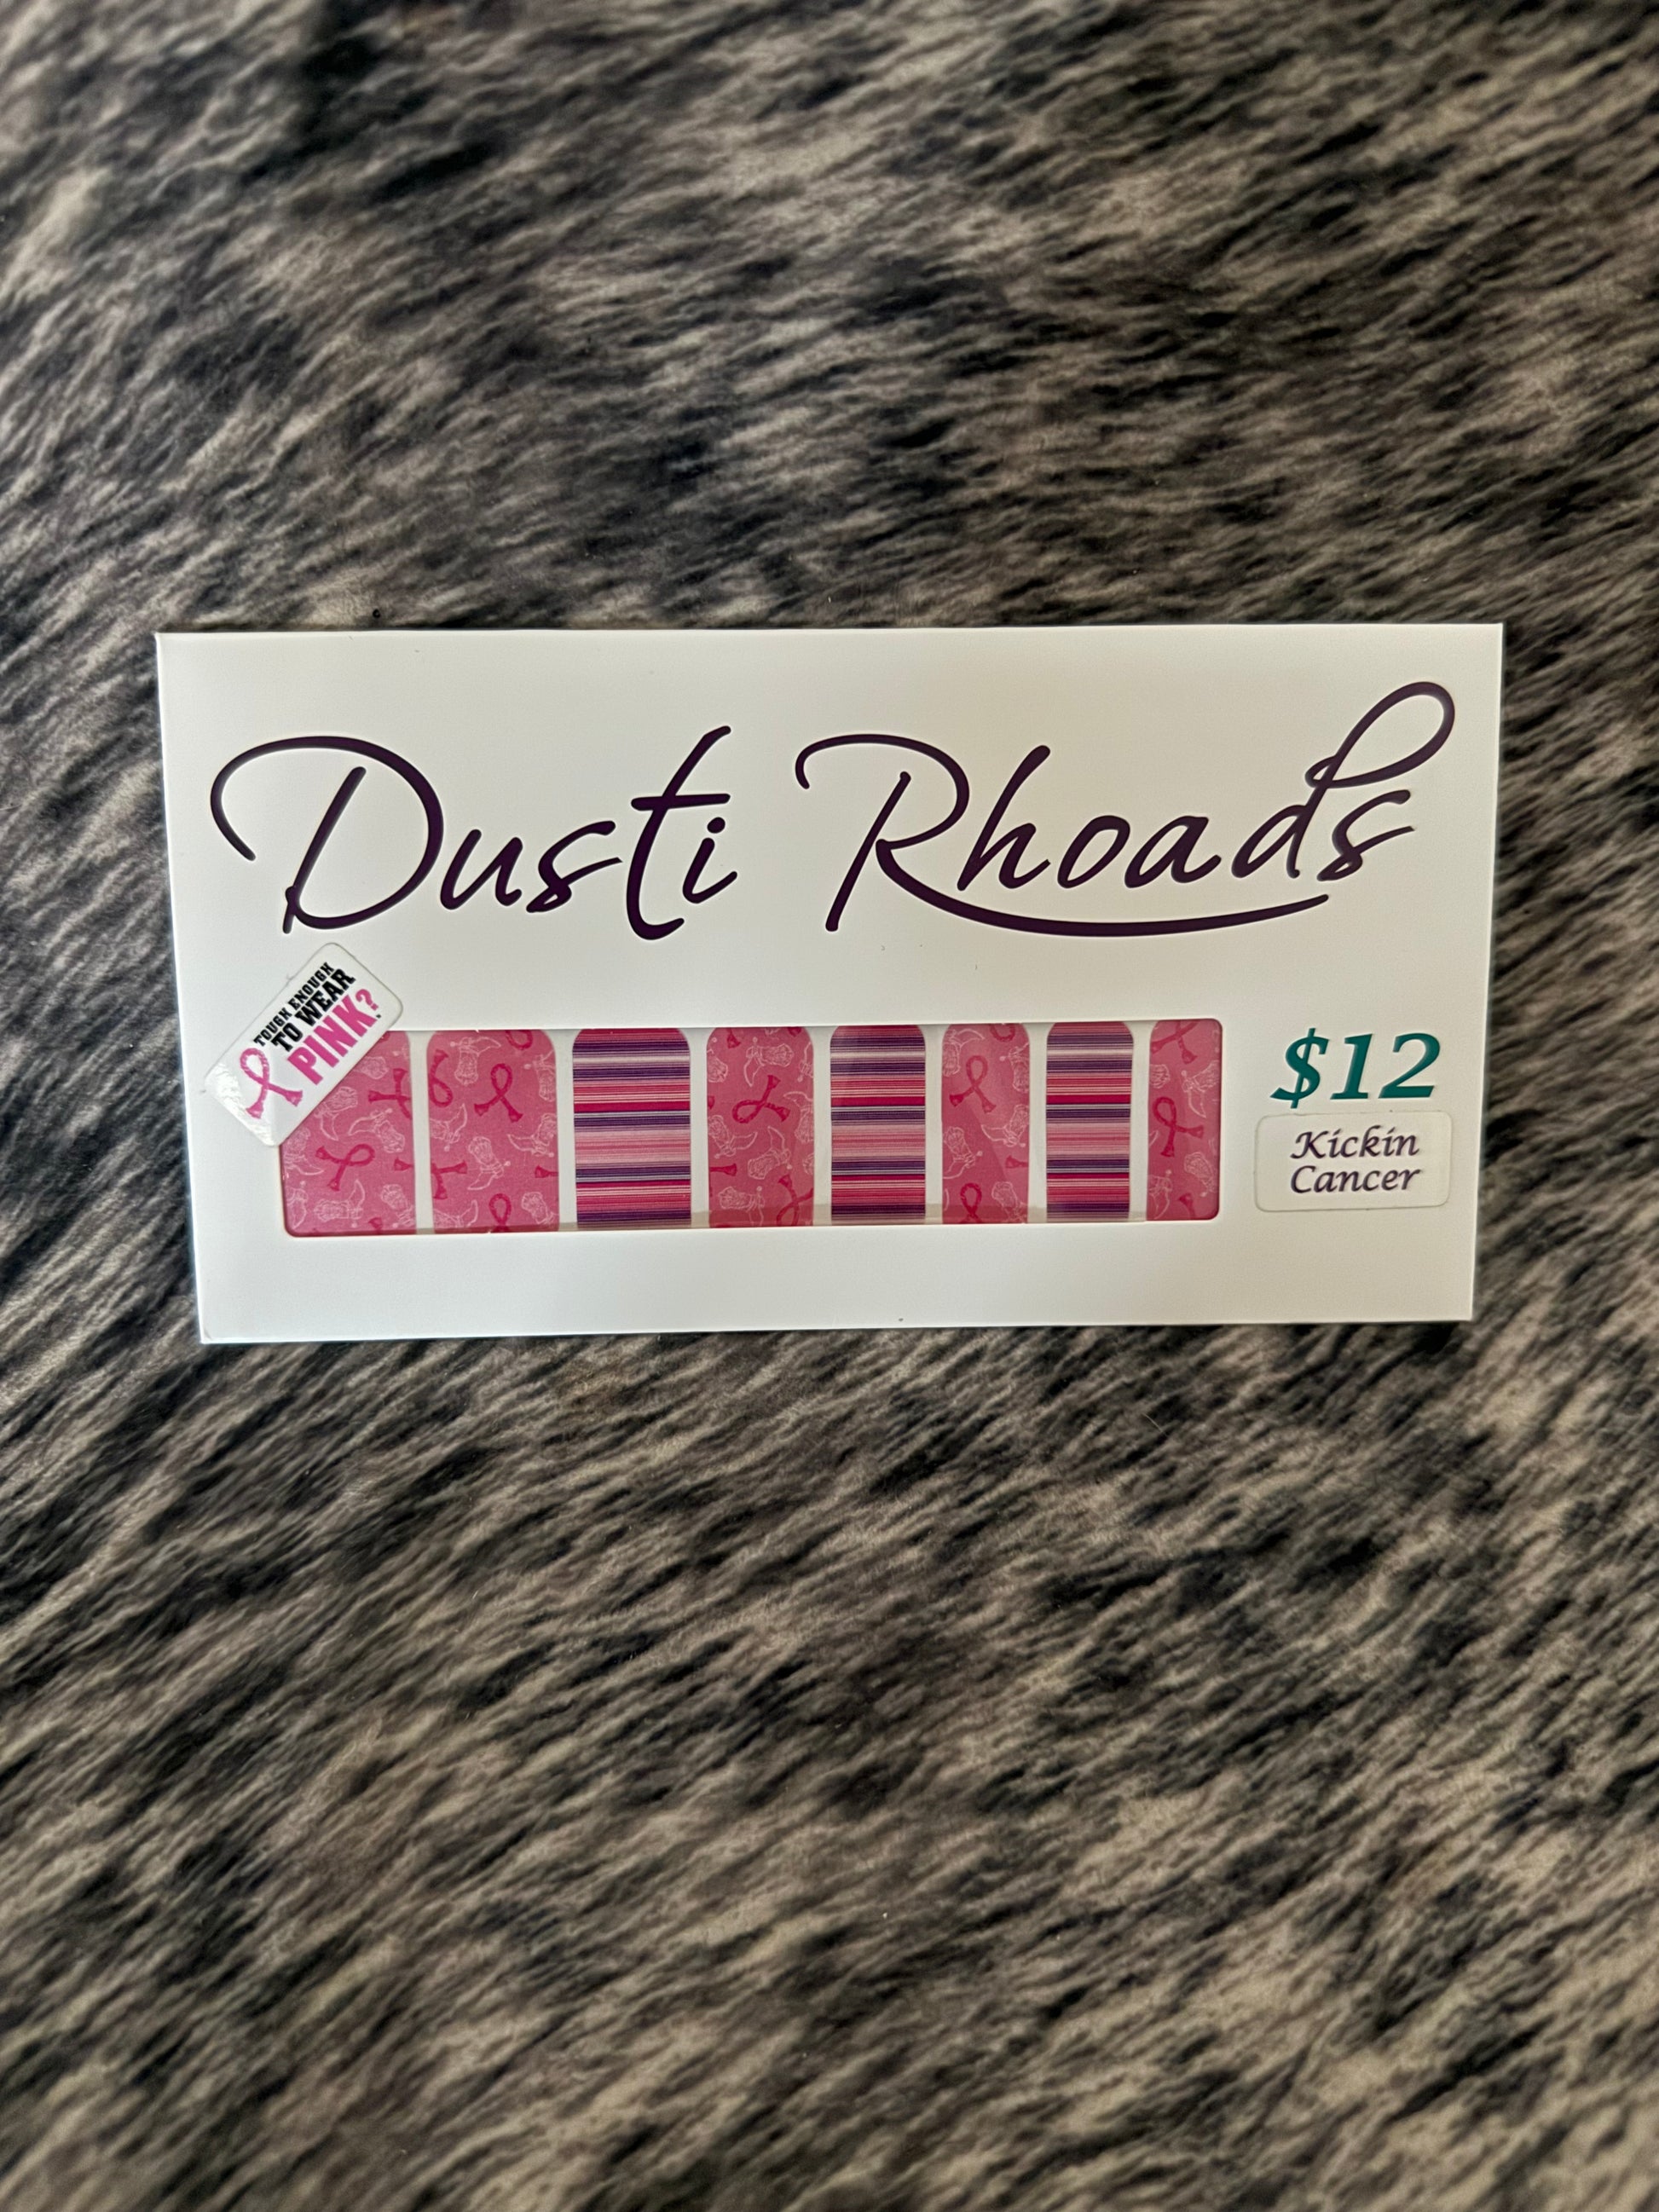 Dusti Rhoads
TOUGH ENOUGH
TO WEAR
PINK?
$12
Kickin
Cancer